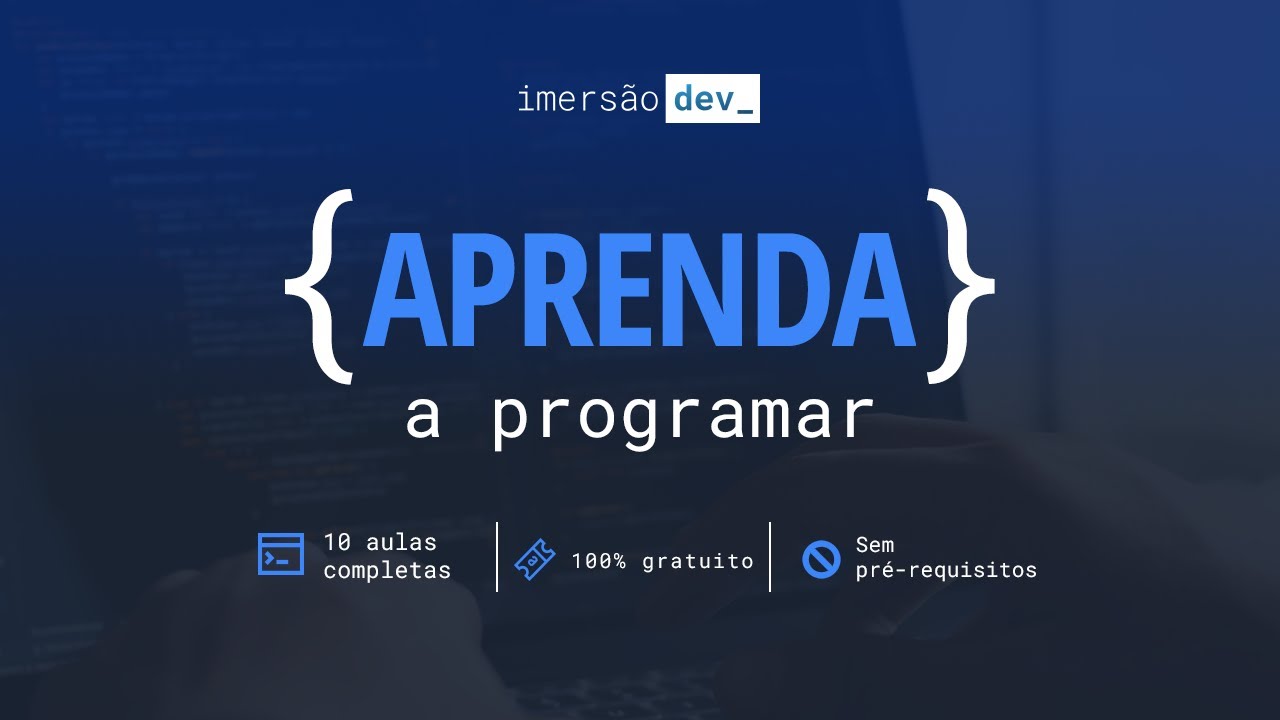 imersão dev_
{APRENDA}
a programar
10 aulas
completas
100% gratuito
Sem
pré-requisitos